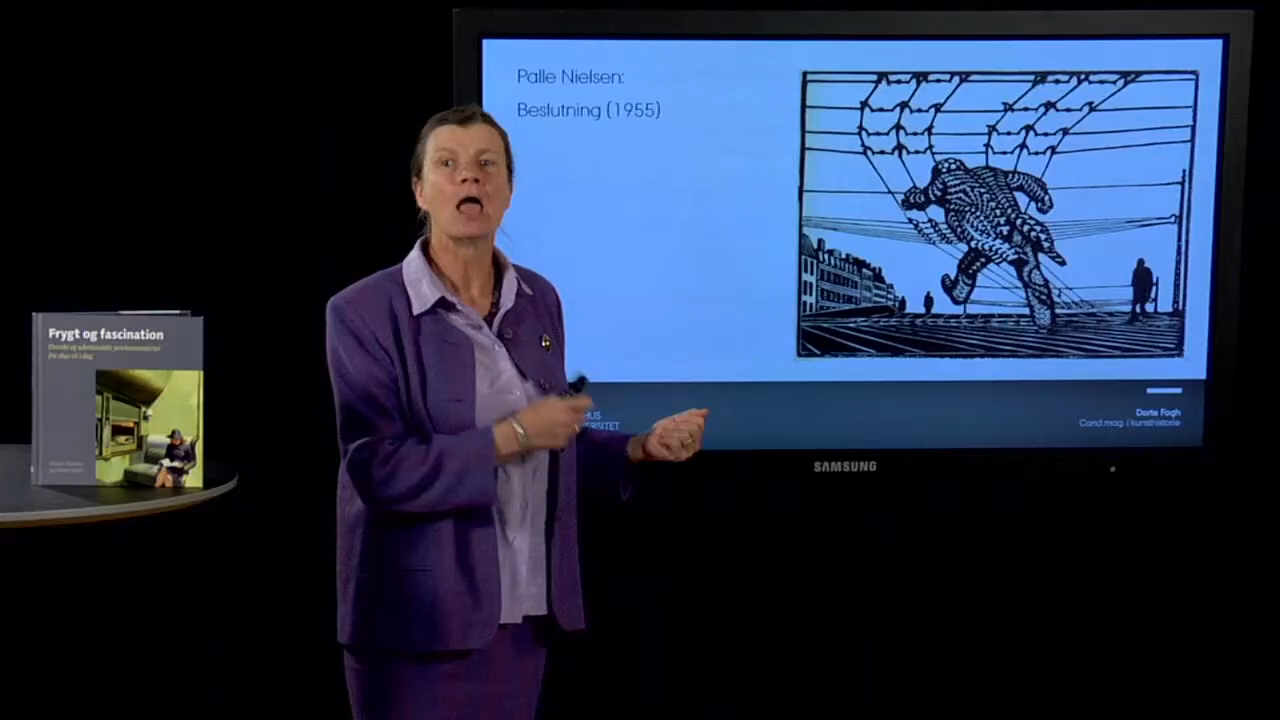 Palle Nielsen:
Beslutning (1955)
Frygt og fascination
Dorte Fogh
Cand.mag. i kunsthistorie
SAMSUNG